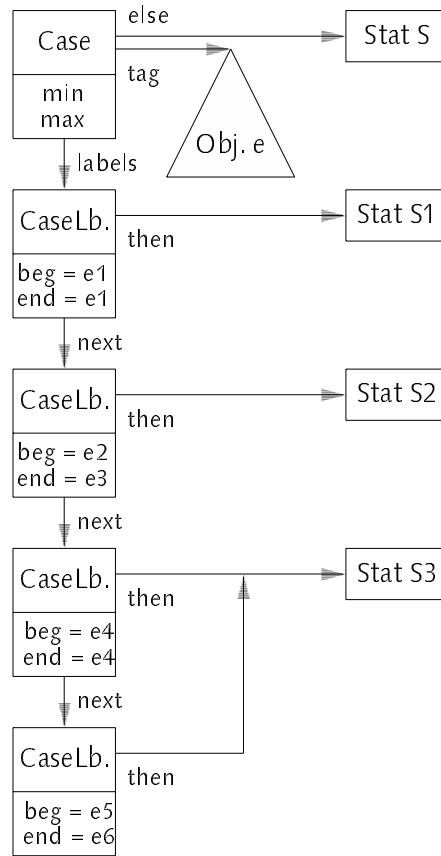 else
Case
Stat S
tag
min
max
Obj. e
labels
CaseLb.
Stat S1
then
beg = e1
end = e1
next
CaseLb.
Stat S2
then
beg = e2
end = e3
next
CaseLb.
Stat S3
then
beg = e4
end = e4
next
CaseLb.
then
beg = e5
end = e6